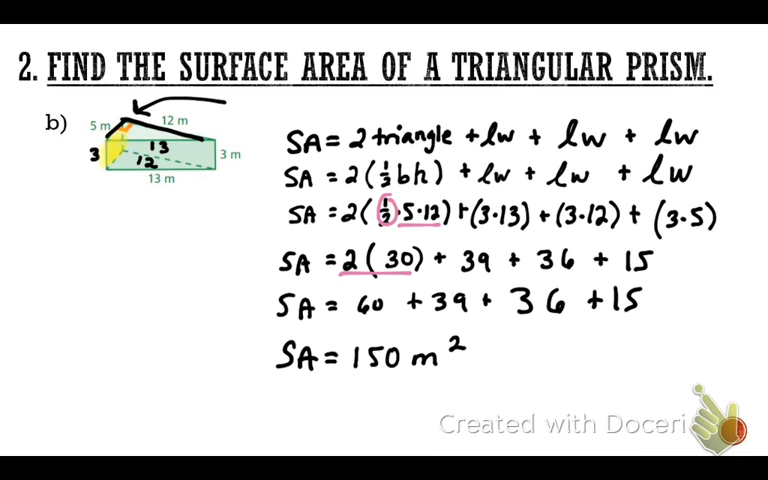 2. FIND THE SURFACE AREA OF A TRIANGULAR PRISM.
b)
5 m
12 m
3
13
12
3 m
13 m
SA = 2 triangle + lw + lw + lw
SA = 2 ( 1/2 bh ) + lw + lw + lw
SA = 2 ( 1/2 · 5 · 12 ) + (3·13) + (3·12) + (3·5)
SA = 2 ( 30 ) + 39 + 36 + 15
SA = 60 + 39 + 36 + 15
SA = 150 m²
Created with Doceri